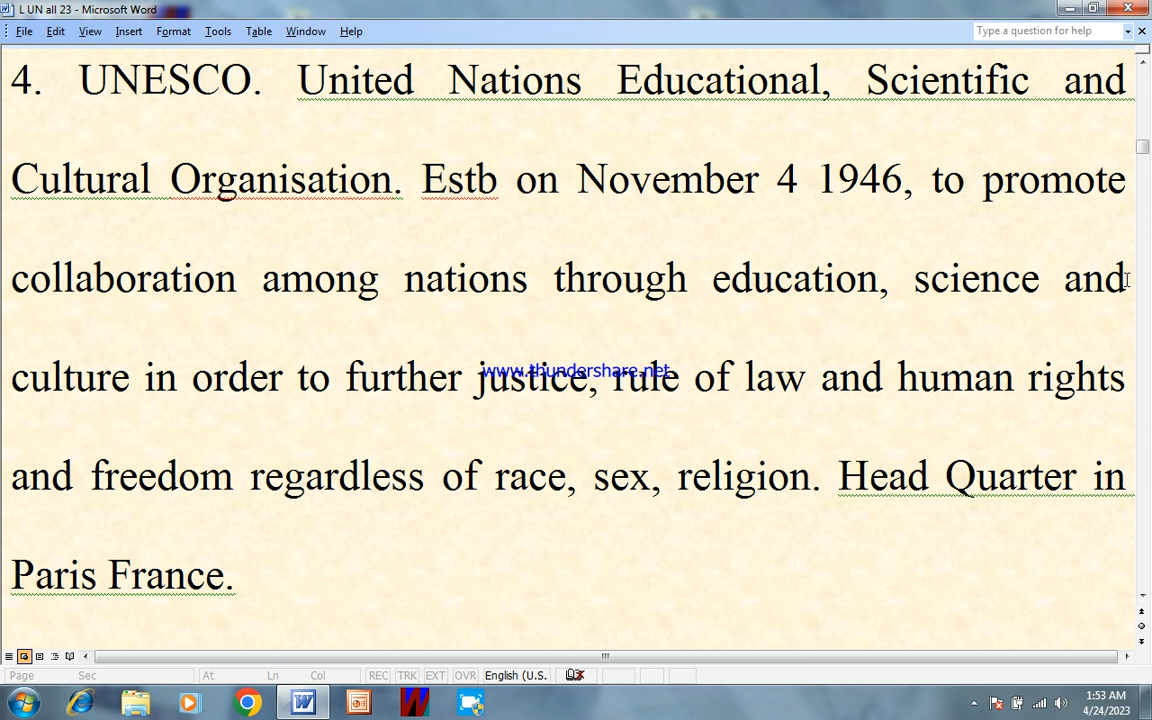 L UN all 23 - Microsoft Word
File Edit View Insert Format Tools Table Window Help Type a question for help
4. UNESCO. United Nations Educational, Scientific and
Cultural Organisation. Estb on November 4 1946, to promote
collaboration among nations through education, science and
culture in order to further justice, rule of law and human rights
www.thundershare.net
and freedom regardless of race, sex, religion. Head Quarter in
Paris France.
Page Sec At Ln Col REC TRK EXT OVR English (U.S.
1:53 AM
4/24/2023